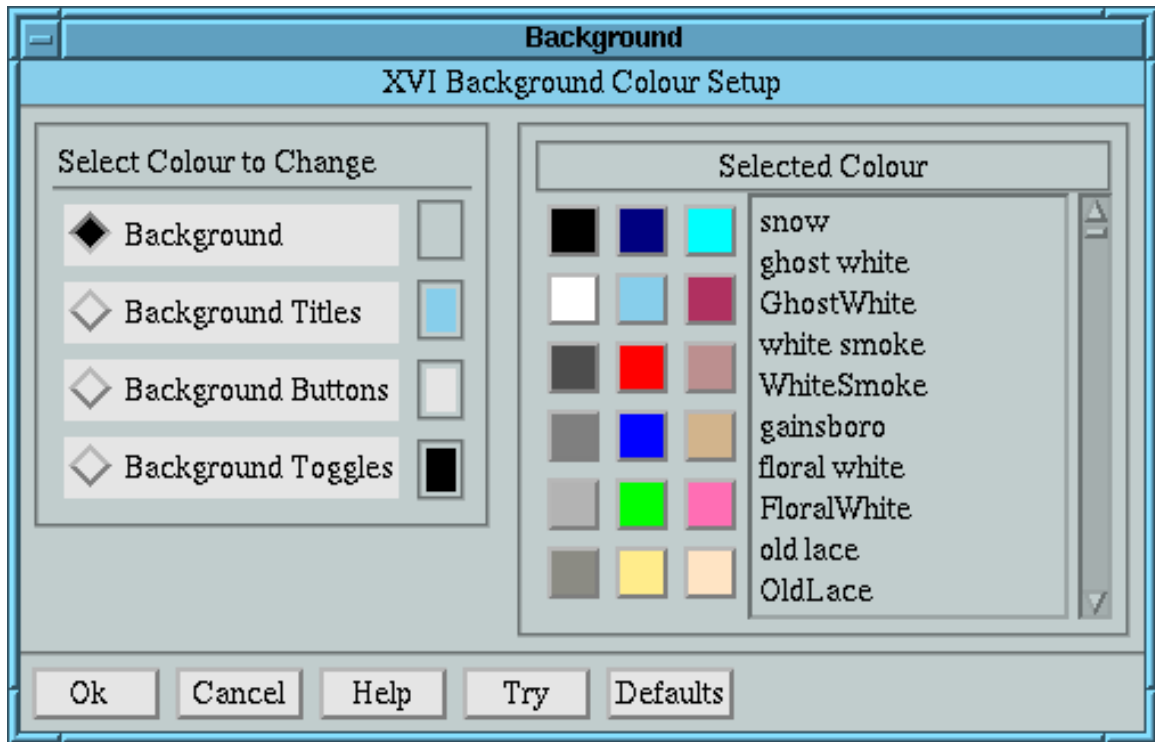 Background
XVI Background Colour Setup
Select Colour to Change
Background
Background Titles
Background Buttons
Background Toggles
Selected Colour
snow
ghost white
GhostWhite
white smoke
WhiteSmoke
gainsboro
floral white
FloralWhite
old lace
OldLace
Ok Cancel Help Try Defaults